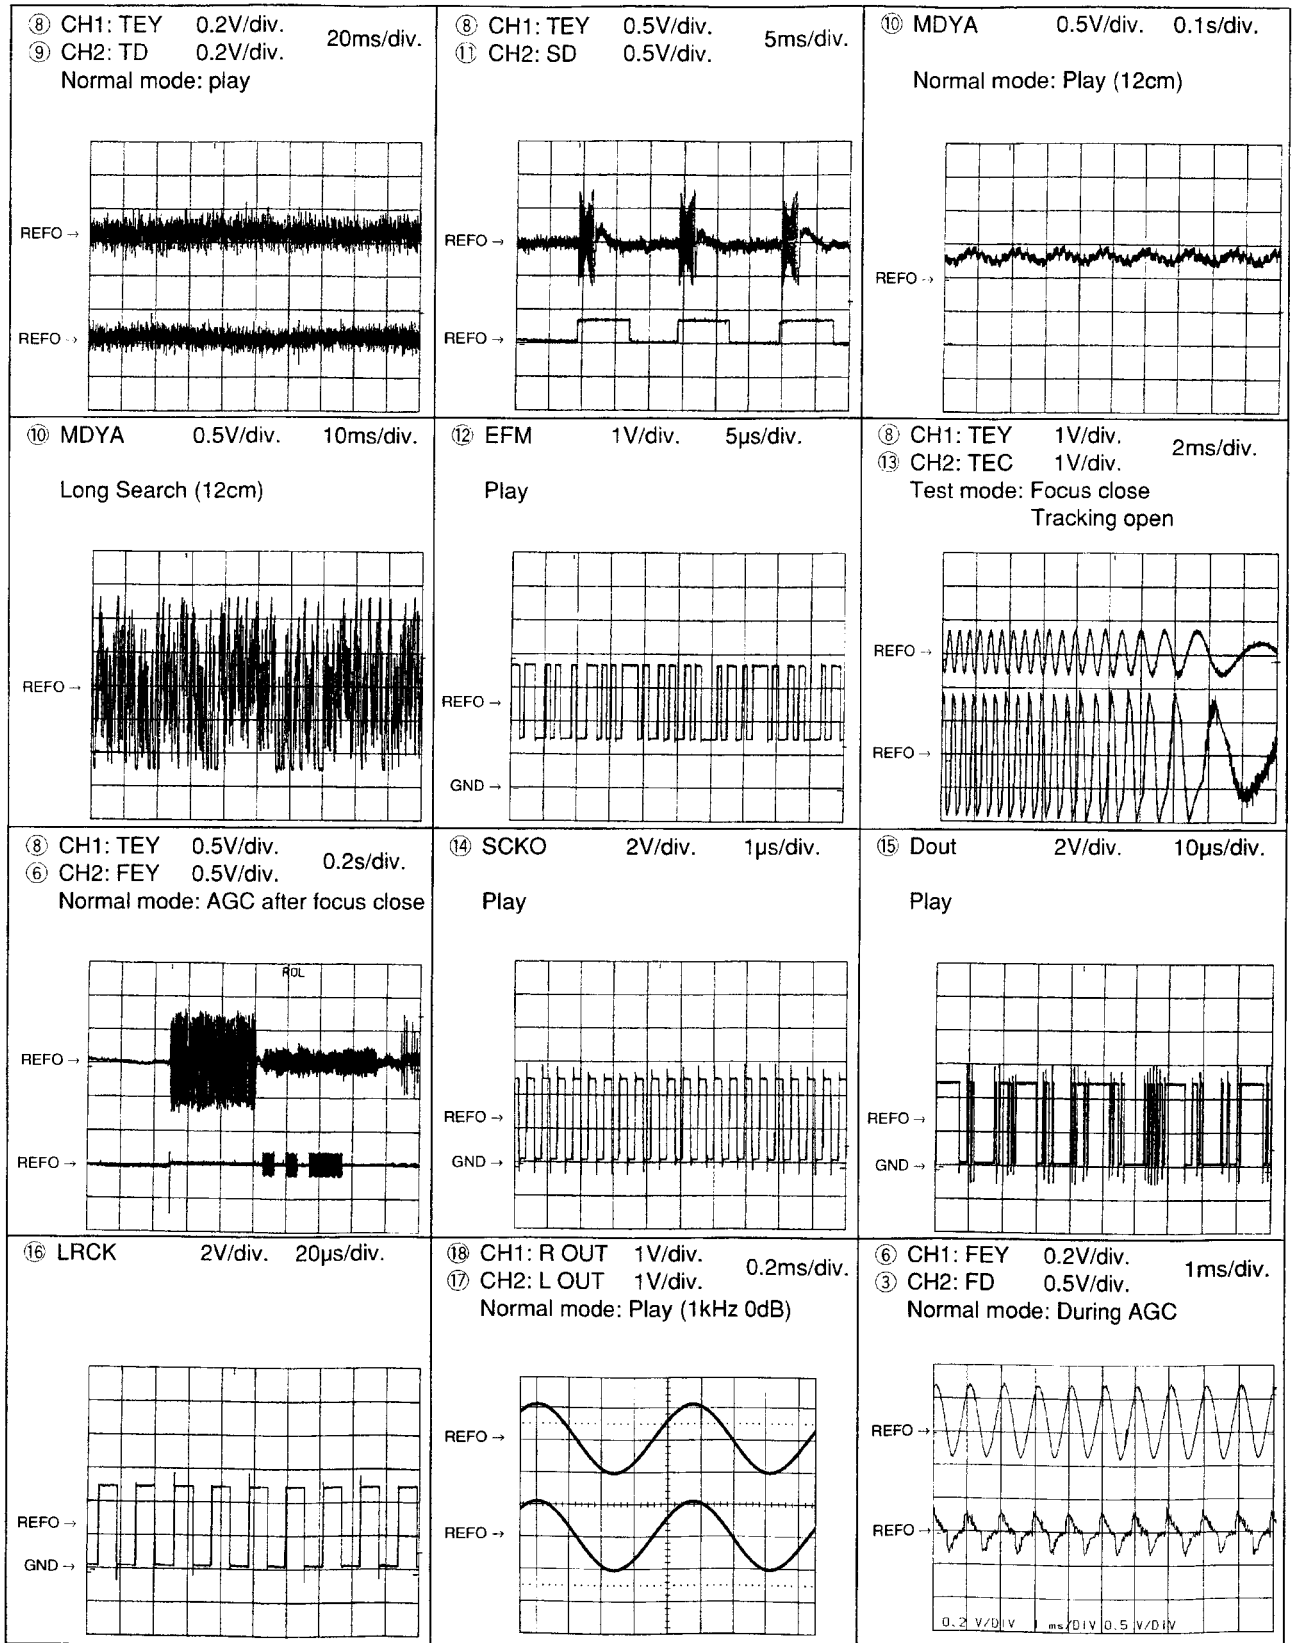 ⑧ CH1: TEY 0.2V/div.
⑨ CH2: TD 0.2V/div.
20ms/div.
Normal mode: play
REFO →
REFO →
⑧ CH1: TEY 0.5V/div.
⑪ CH2: SD 0.5V/div.
5ms/div.
REFO →
REFO →
⑩ MDYA 0.5V/div. 0.1s/div.
Normal mode: Play (12cm)
REFO →
⑩ MDYA 0.5V/div. 10ms/div.
Long Search (12cm)
REFO →
⑫ EFM 1V/div. 5µs/div.
Play
REFO →
GND →
⑧ CH1: TEY 1V/div.
⑬ CH2: TEC 1V/div.
2ms/div.
Test mode: Focus close
Tracking open
REFO →
REFO →
⑧ CH1: TEY 0.5V/div.
⑥ CH2: FEY 0.5V/div.
0.2s/div.
Normal mode: AGC after focus close
ROL
REFO →
REFO →
⑭ SCKO 2V/div. 1µs/div.
Play
REFO →
GND →
⑮ Dout 2V/div. 10µs/div.
Play
REFO →
GND →
⑯ LRCK 2V/div. 20µs/div.
REFO →
GND →
⑱ CH1: R OUT 1V/div.
⑰ CH2: L OUT 1V/div.
0.2ms/div.
Normal mode: Play (1kHz 0dB)
REFO →
REFO →
⑥ CH1: FEY 0.2V/div.
③ CH2: FD 0.5V/div.
1ms/div.
Normal mode: During AGC
REFO →
REFO →
0.2 V/DIV 1 ms/DIV 0.5 V/DIV